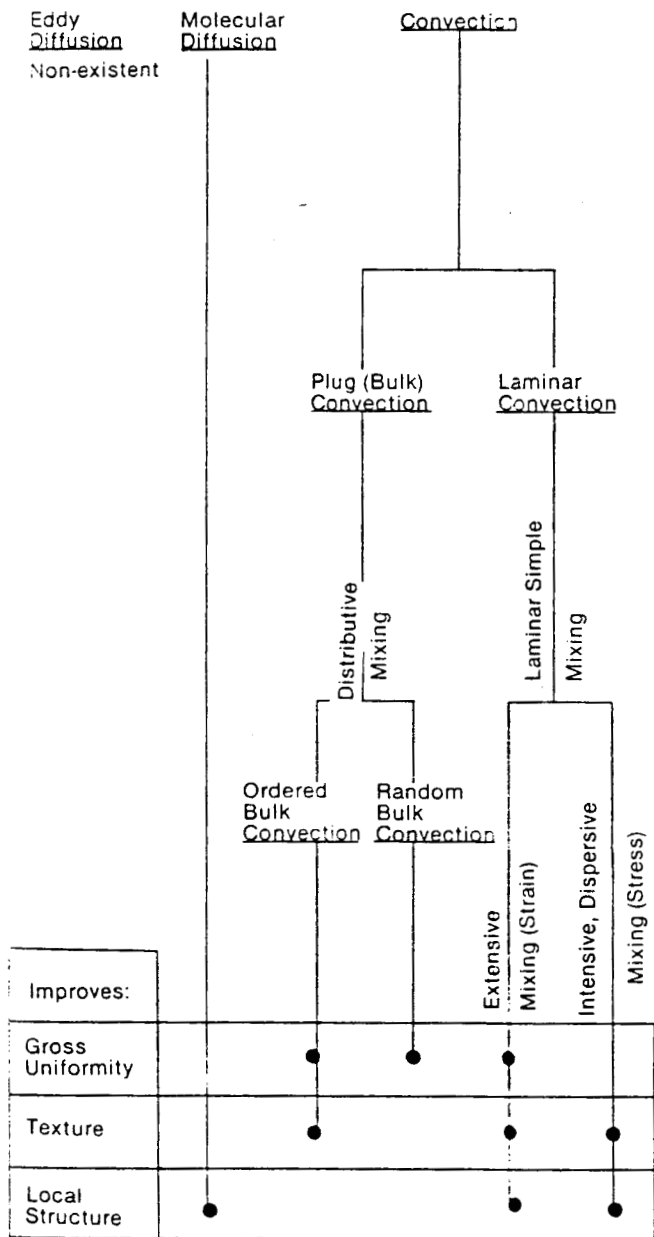 Eddy
Diffusion
Non-existent
Molecular
Diffusion
Convection
Plug (Bulk)
Convection
Laminar
Convection
Distributive
Mixing
Laminar Simple
Mixing
Ordered
Bulk
Convection
Random
Bulk
Convection
Extensive
Mixing (Strain)
Intensive, Dispersive
Mixing (Stress)
Improves:
Gross
Uniformity
Texture
Local
Structure